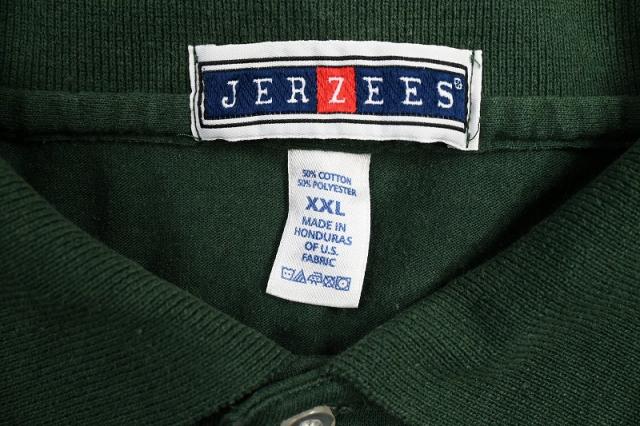 JERZEES®
50% COTTON
50% POLYESTER
XXL
MADE IN
HONDURAS
OF U.S.
FABRIC